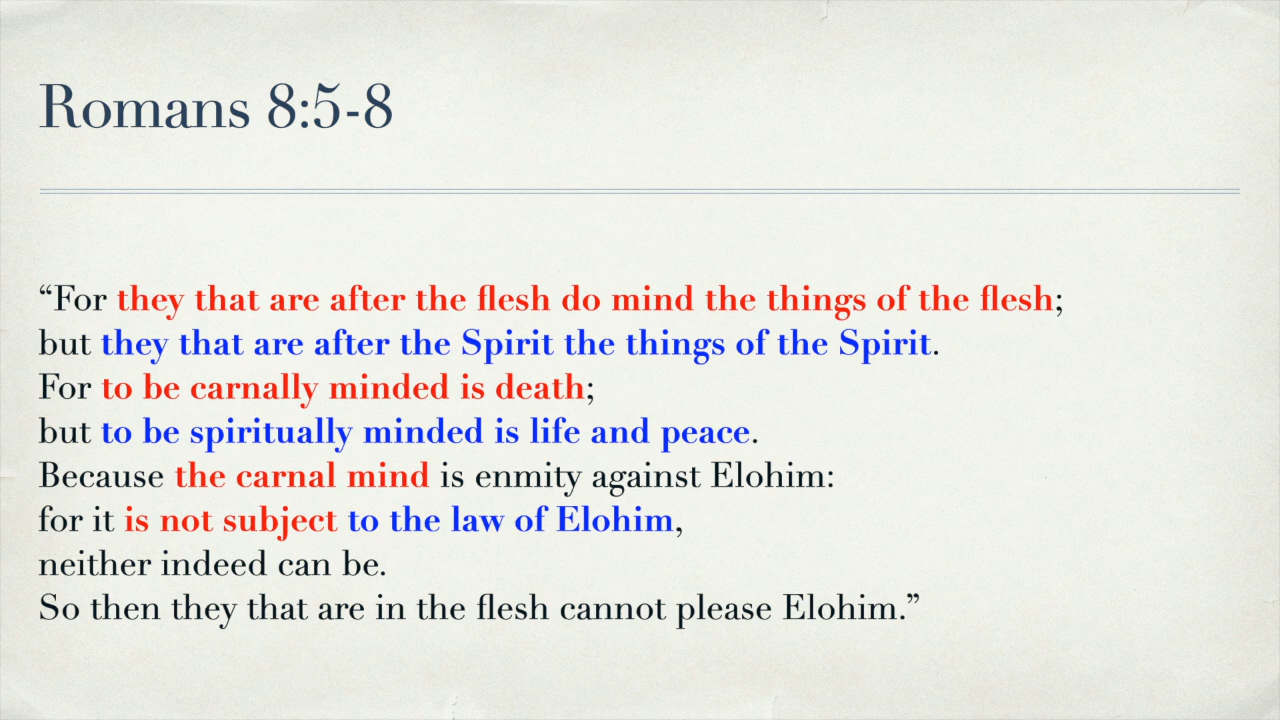 Romans 8:5-8
“For they that are after the flesh do mind the things of the flesh;
but they that are after the Spirit the things of the Spirit.
For to be carnally minded is death;
but to be spiritually minded is life and peace.
Because the carnal mind is enmity against Elohim:
for it is not subject to the law of Elohim,
neither indeed can be.
So then they that are in the flesh cannot please Elohim.”